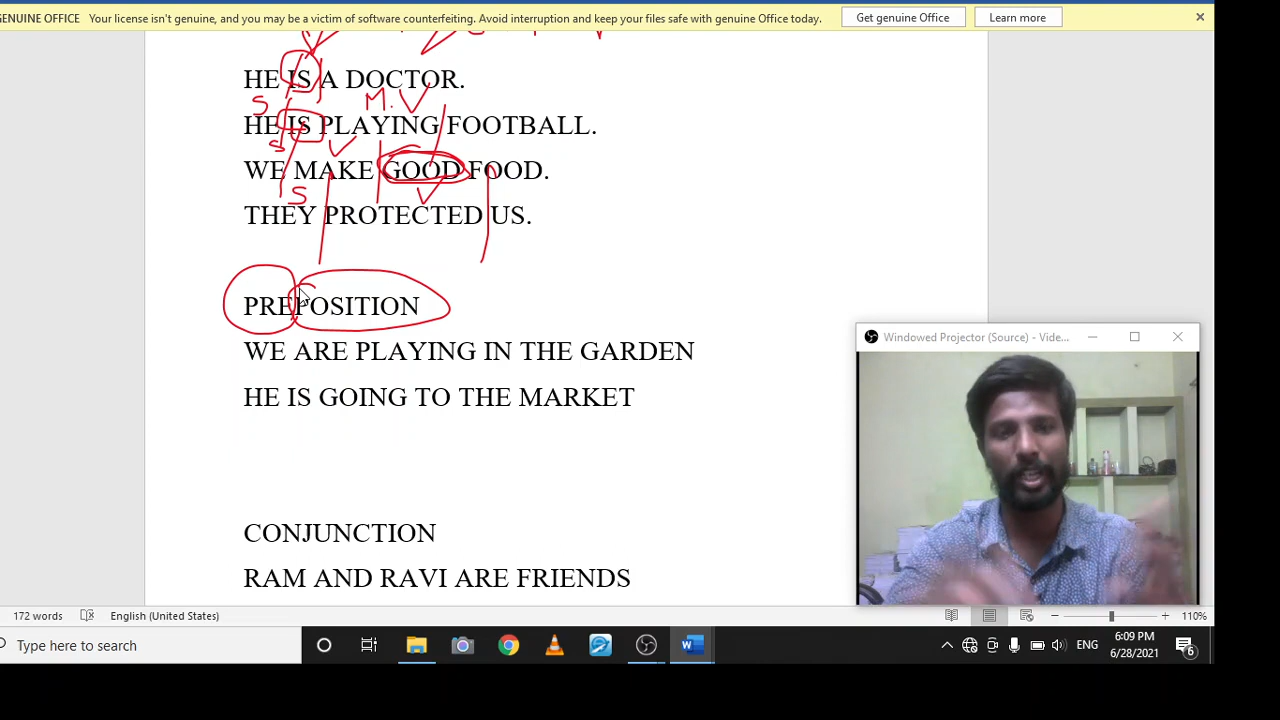 GENUINE OFFICE Your license isn't genuine, and you may be a victim of software counterfeiting. Avoid interruption and keep your files safe with genuine Office today. Get genuine Office Learn more
HE IS A DOCTOR.
S M.V
HE IS PLAYING FOOTBALL.
S V
WE MAKE GOOD FOOD.
S V
THEY PROTECTED US.
PREPOSITION
Windowed Projector (Source) - Vide...
WE ARE PLAYING IN THE GARDEN
HE IS GOING TO THE MARKET
CONJUNCTION
RAM AND RAVI ARE FRIENDS
172 words English (United States) 110%
Type here to search ENG 6:09 PM
6/28/2021 6